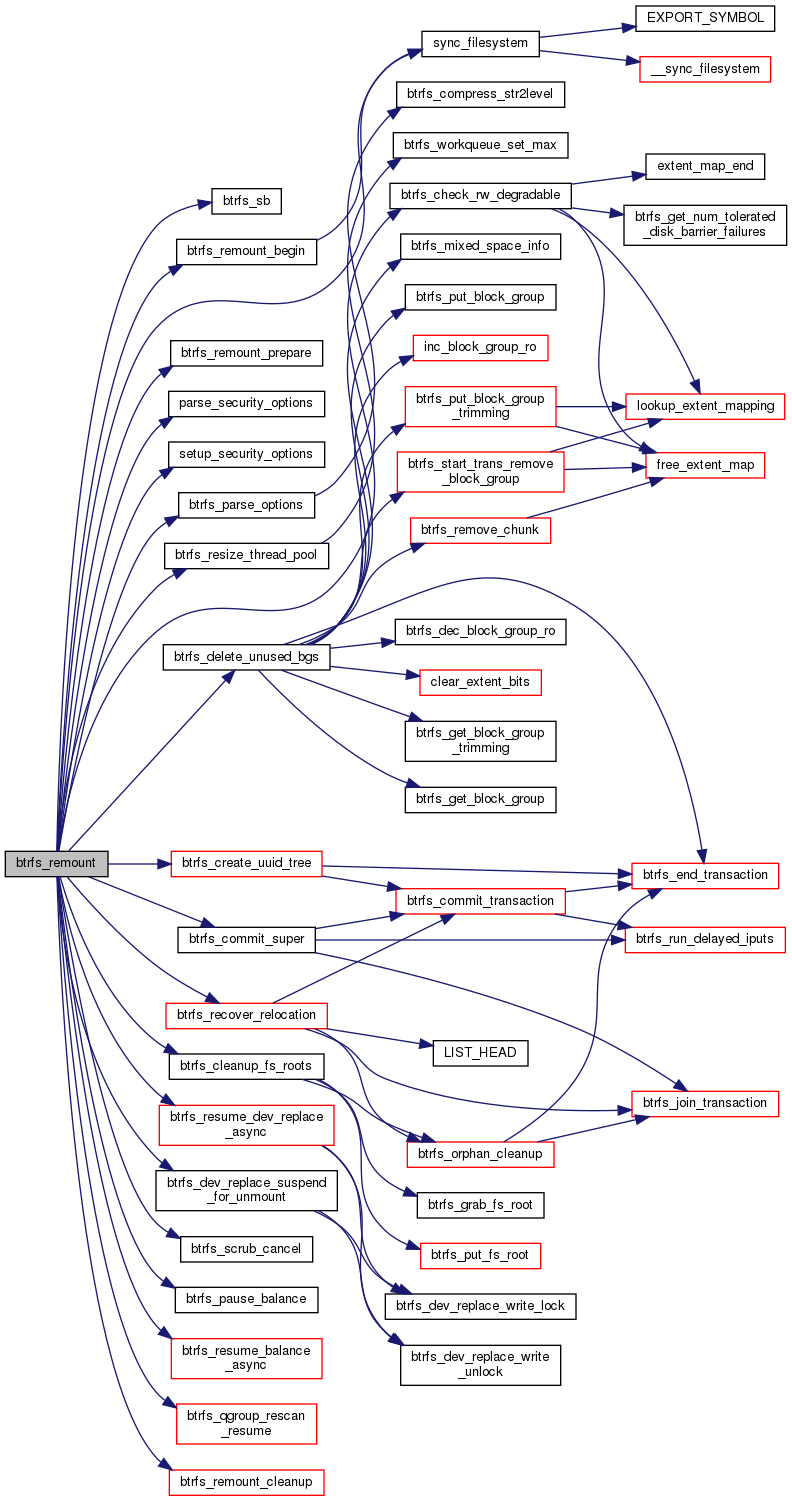 btrfs_remount
btrfs_sb
btrfs_remount_begin
btrfs_remount_prepare
parse_security_options
setup_security_options
btrfs_parse_options
btrfs_resize_thread_pool
btrfs_delete_unused_bgs
btrfs_create_uuid_tree
btrfs_commit_super
btrfs_recover_relocation
btrfs_cleanup_fs_roots
btrfs_resume_dev_replace
_async
btrfs_dev_replace_suspend
_for_unmount
btrfs_scrub_cancel
btrfs_pause_balance
btrfs_resume_balance
_async
btrfs_qgroup_rescan
_resume
btrfs_remount_cleanup
sync_filesystem
btrfs_compress_str2level
btrfs_workqueue_set_max
btrfs_check_rw_degradable
btrfs_mixed_space_info
btrfs_put_block_group
inc_block_group_ro
btrfs_put_block_group
_trimming
btrfs_start_trans_remove
_block_group
btrfs_remove_chunk
btrfs_dec_block_group_ro
clear_extent_bits
btrfs_get_block_group
_trimming
btrfs_get_block_group
btrfs_commit_transaction
LIST_HEAD
btrfs_orphan_cleanup
btrfs_grab_fs_root
btrfs_put_fs_root
btrfs_dev_replace_write_lock
btrfs_dev_replace_write
_unlock
EXPORT_SYMBOL
__sync_filesystem
extent_map_end
btrfs_get_num_tolerated
_disk_barrier_failures
lookup_extent_mapping
free_extent_map
btrfs_end_transaction
btrfs_run_delayed_iputs
btrfs_join_transaction